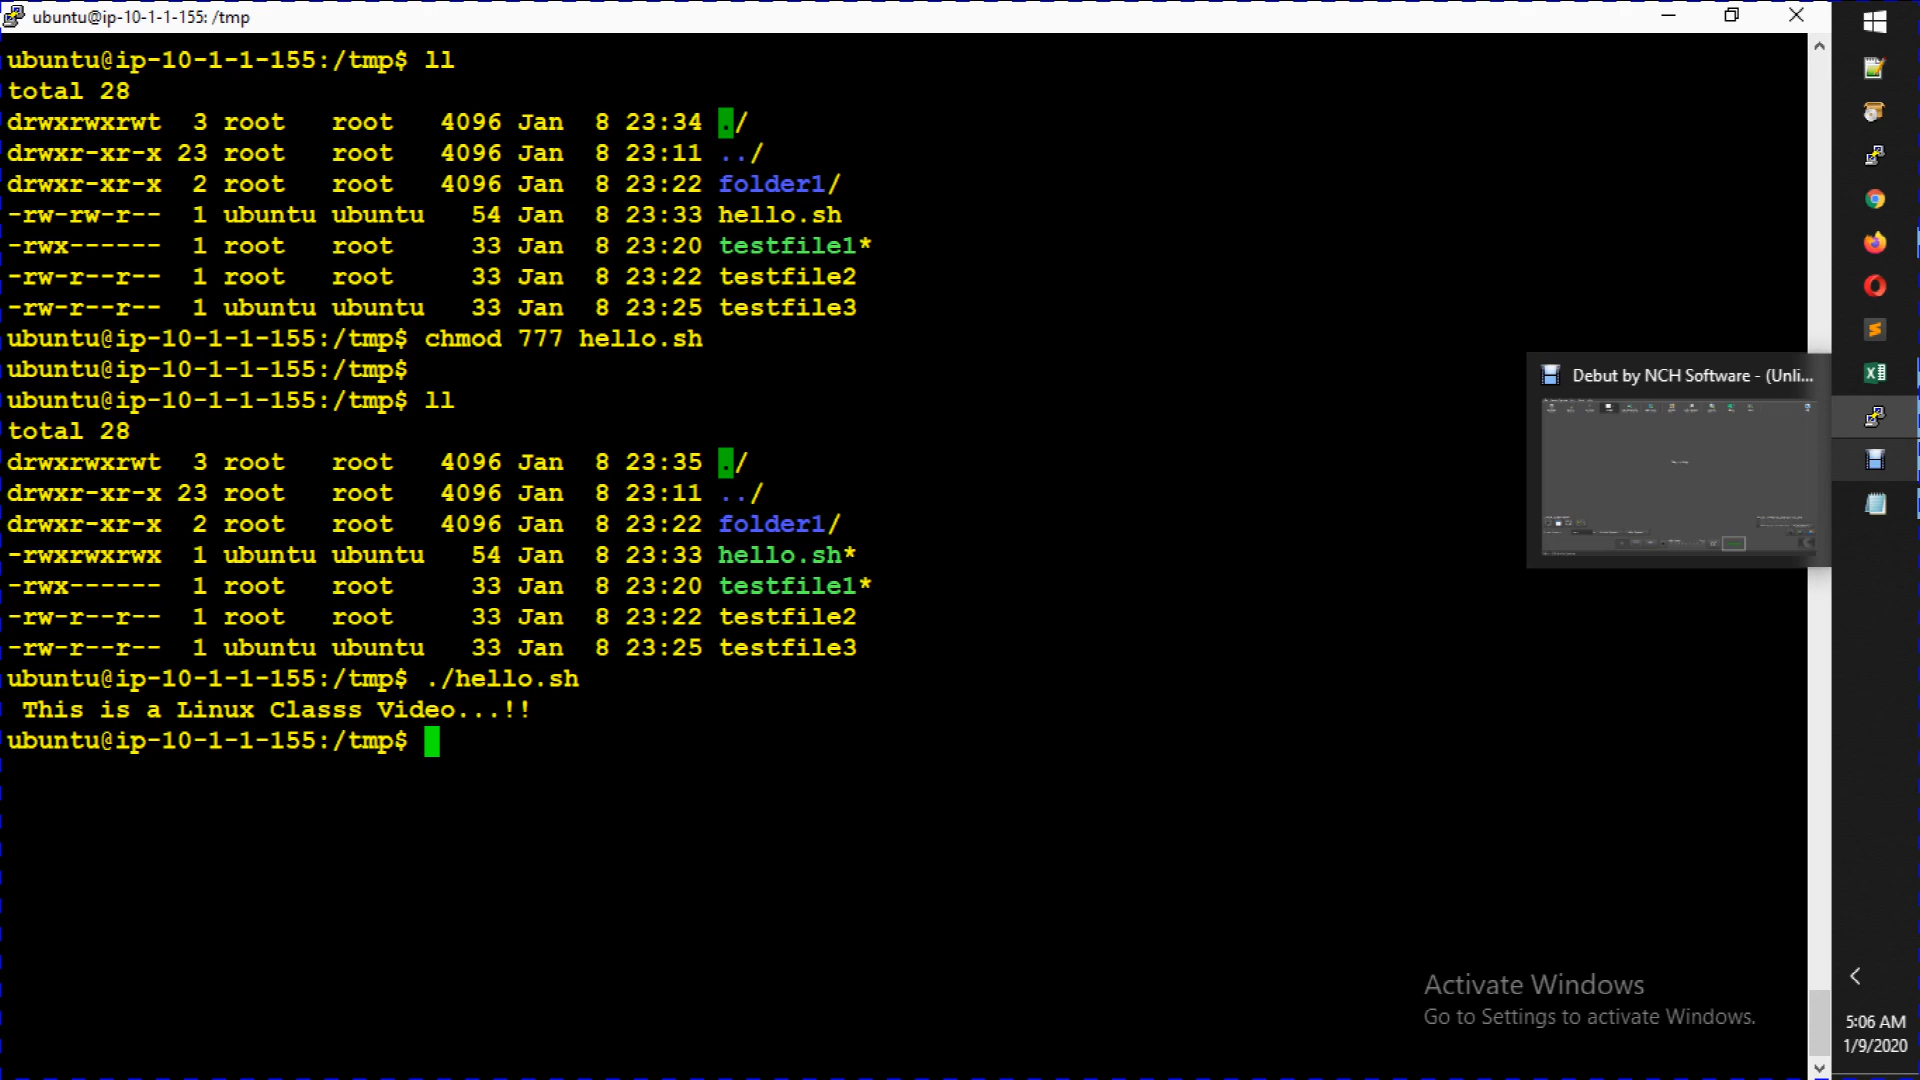 ubuntu@ip-10-1-1-155: /tmp
ubuntu@ip-10-1-1-155:/tmp$ ll
total 28
drwxrwxrwt  3 root   root   4096 Jan  8 23:34 ./
drwxr-xr-x 23 root   root   4096 Jan  8 23:11 ../
drwxr-xr-x  2 root   root   4096 Jan  8 23:22 folder1/
-rw-rw-r--  1 ubuntu ubuntu   54 Jan  8 23:33 hello.sh
-rwx------  1 root   root     33 Jan  8 23:20 testfile1*
-rw-r--r--  1 root   root     33 Jan  8 23:22 testfile2
-rw-r--r--  1 ubuntu ubuntu   33 Jan  8 23:25 testfile3
ubuntu@ip-10-1-1-155:/tmp$ chmod 777 hello.sh
ubuntu@ip-10-1-1-155:/tmp$
ubuntu@ip-10-1-1-155:/tmp$ ll
total 28
drwxrwxrwt  3 root   root   4096 Jan  8 23:35 ./
drwxr-xr-x 23 root   root   4096 Jan  8 23:11 ../
drwxr-xr-x  2 root   root   4096 Jan  8 23:22 folder1/
-rwxrwxrwx  1 ubuntu ubuntu   54 Jan  8 23:33 hello.sh*
-rwx------  1 root   root     33 Jan  8 23:20 testfile1*
-rw-r--r--  1 root   root     33 Jan  8 23:22 testfile2
-rw-r--r--  1 ubuntu ubuntu   33 Jan  8 23:25 testfile3
ubuntu@ip-10-1-1-155:/tmp$ ./hello.sh
 This is a Linux Classs Video...!!
ubuntu@ip-10-1-1-155:/tmp$
Debut by NCH Software - (Unli...
Activate Windows
Go to Settings to activate Windows.
5:06 AM
1/9/2020